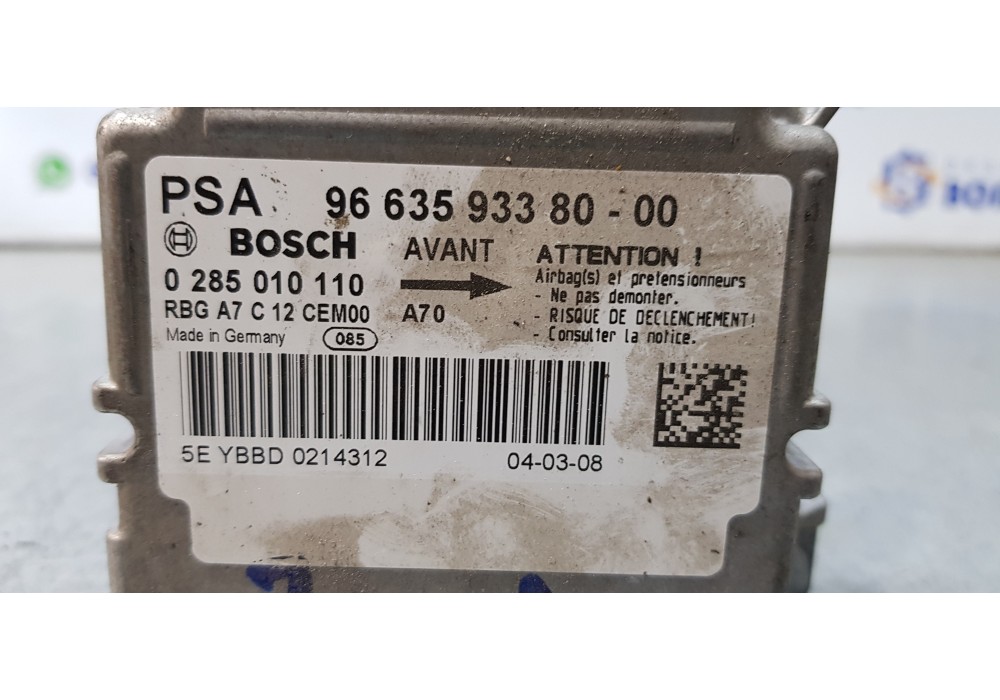 PSA 96 635 933 80 - 00
BOSCH AVANT ATTENTION !
0 285 010 110 Airbag(s) et pretensionneurs
- Ne pas demonter.
RBG A7 C 12 CEM00 A70 - RISQUE DE DECLENCHEMENT!
Made in Germany 085 - Consulter la notice.
5E YBBD 0214312 04-03-08